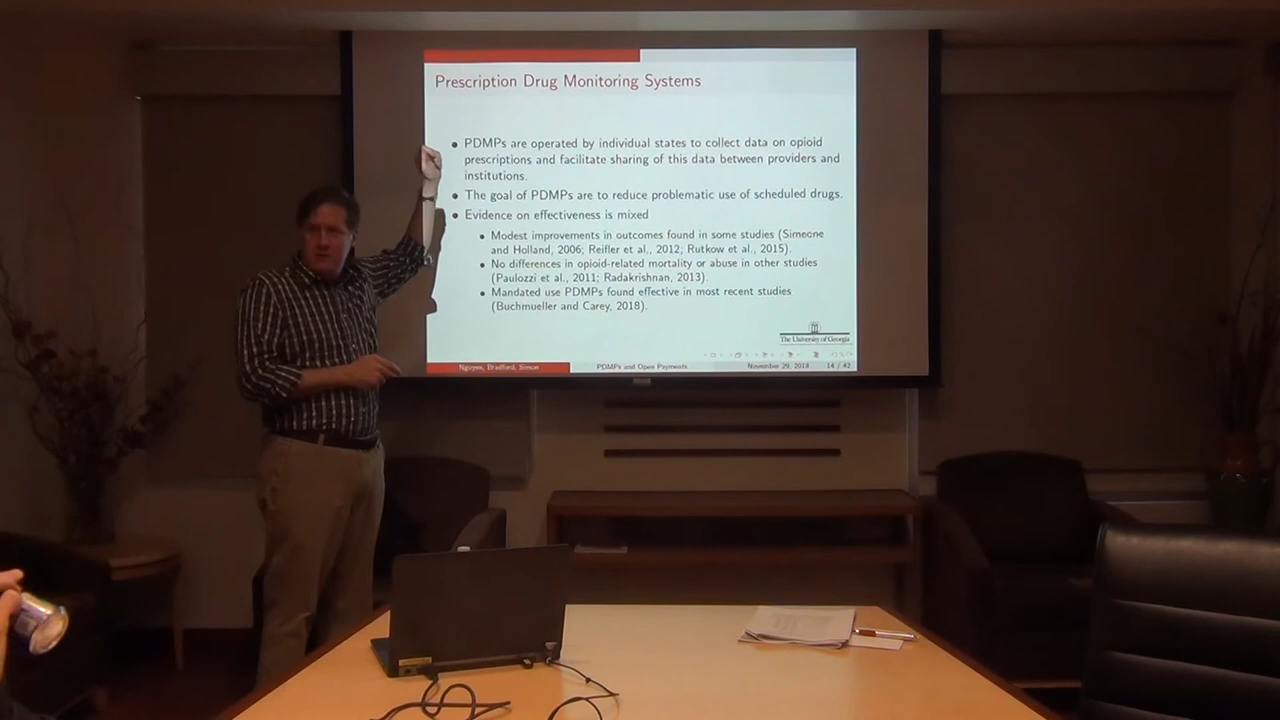 Prescription Drug Monitoring Systems
PDMPs are operated by individual states to collect data on opioid
prescriptions and facilitate sharing of this data between providers and
institutions.
The goal of PDMPs are to reduce problematic use of scheduled drugs.
Evidence on effectiveness is mixed
Modest improvements in outcomes found in some studies (Simeone
and Holland, 2006; Reifler et al., 2012; Rutkow et al., 2015).
No differences in opioid-related mortality or abuse in other studies
(Paulozzi et al., 2011; Radakrishnan, 2013).
Mandated use PDMPs found effective in most recent studies
(Buchmueller and Carey, 2018).
The University of Georgia
Nguyen, Bradford, Simon
PDMPs and Open Payments
November 29, 2018
14 / 42